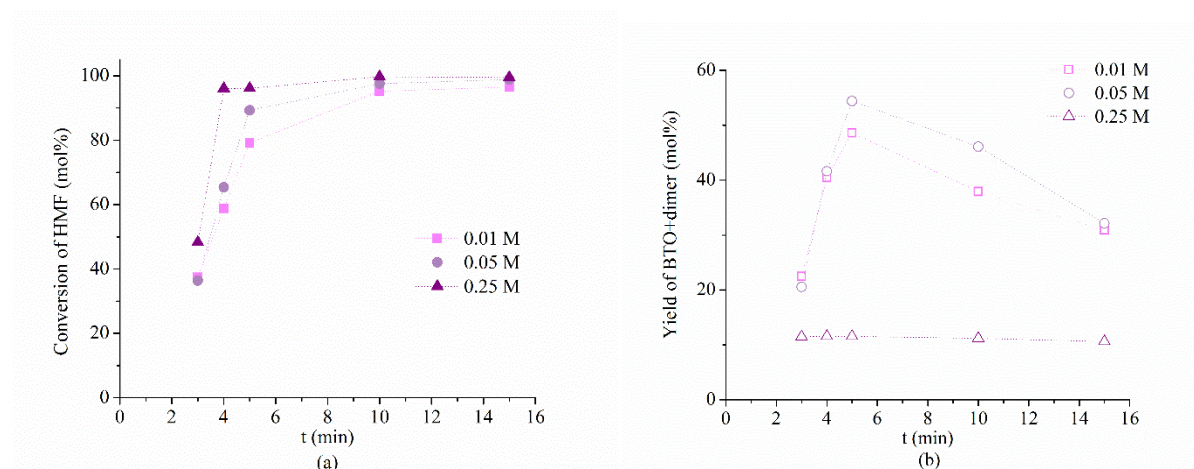 Conversion of HMF (mol%)
100
80
60
40
20
0
0 2 4 6 8 10 12 14 16
t (min)
0.01 M
0.05 M
0.25 M
(a)
Yield of BTO+dimer (mol%)
60
40
20
0
0 2 4 6 8 10 12 14 16
t (min)
0.01 M
0.05 M
0.25 M
(b)